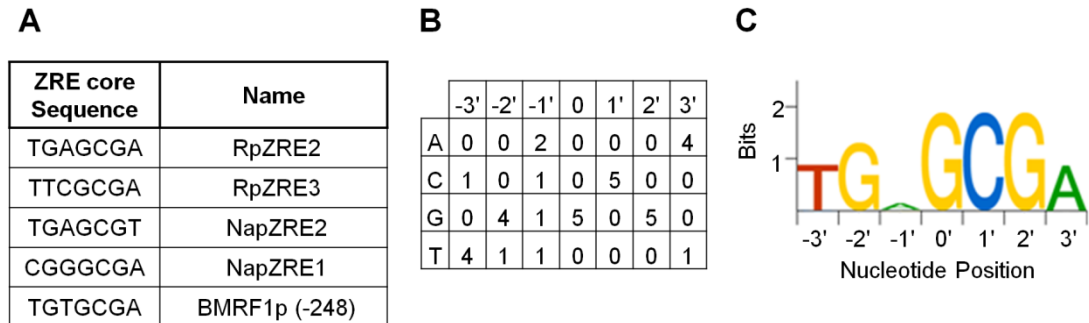 A
ZRE core Sequence Name
TGAGCGA RpZRE2
TTCGCGA RpZRE3
TGAGCGT NapZRE2
CGGGCGA NapZRE1
TGTGCGA BMRF1p (-248)
B
-3' -2' -1' 0 1' 2' 3'
A 0 0 2 0 0 0 4
C 1 0 1 0 5 0 0
G 0 4 1 5 0 5 0
T 4 1 1 0 0 0 1
C
Bits
2
1
TG GCGA
-3' -2' -1' 0' 1' 2' 3'
Nucleotide Position